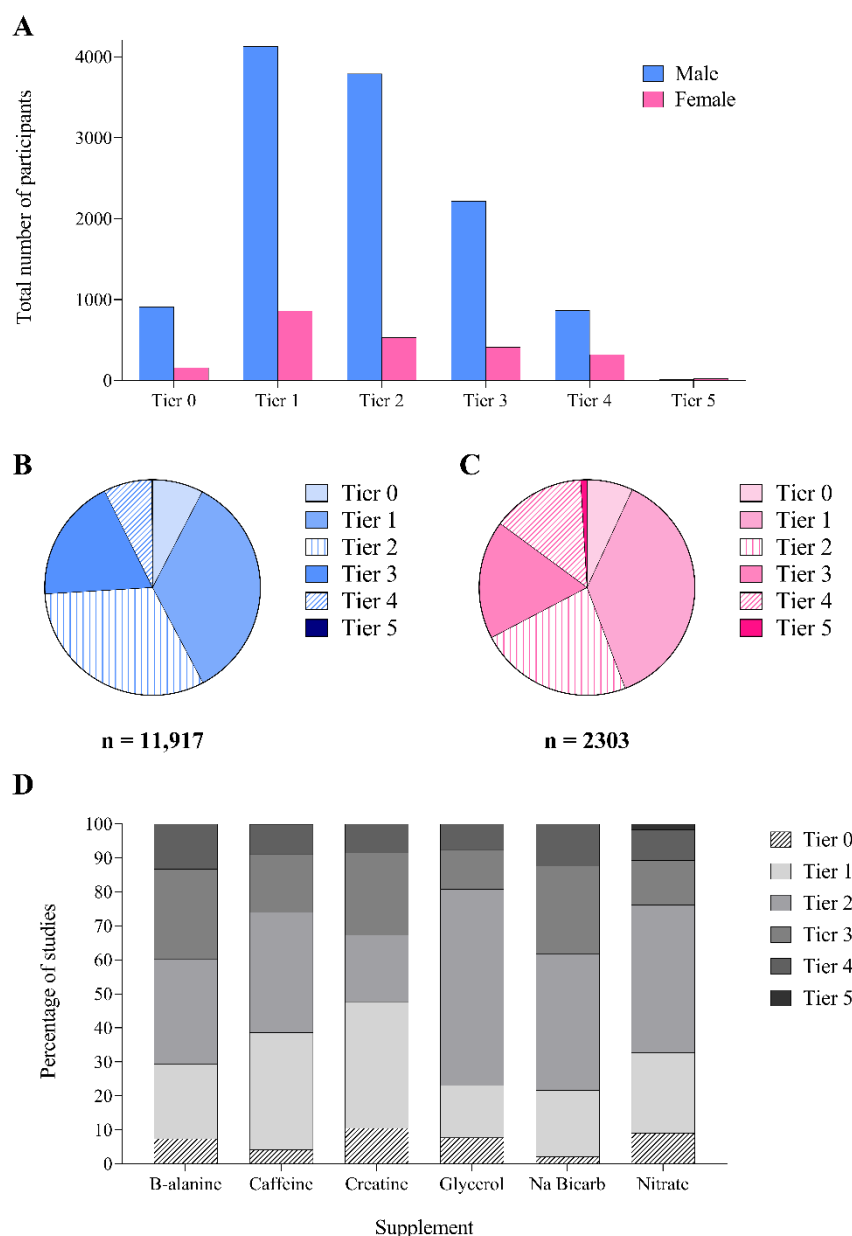 A
Total number of participants
4000
3000
2000
1000
0
Male
Female
Tier 0 Tier 1 Tier 2 Tier 3 Tier 4 Tier 5
B
Tier 0
Tier 1
Tier 2
Tier 3
Tier 4
Tier 5
n = 11,917
C
Tier 0
Tier 1
Tier 2
Tier 3
Tier 4
Tier 5
n = 2303
D
Percentage of studies
100
90
80
70
60
50
40
30
20
10
0
B-alanine Caffeine Creatine Glycerol Na Bicarb Nitrate
Supplement
Tier 0
Tier 1
Tier 2
Tier 3
Tier 4
Tier 5